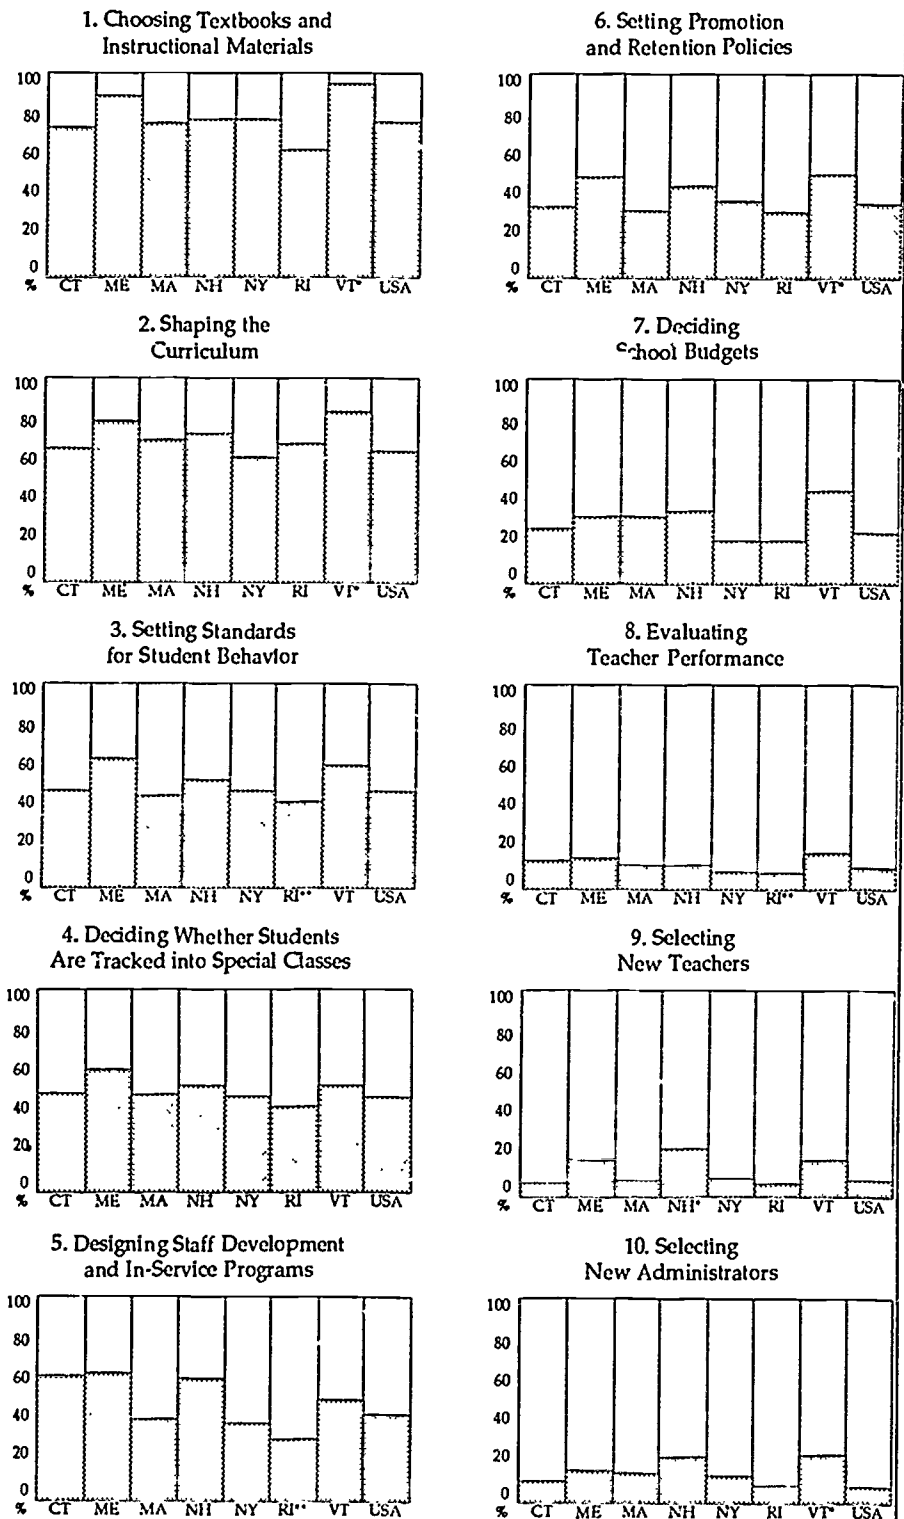 1. Choosing Textbooks and
Instructional Materials
100
80
60
40
20
0
% CT ME MA NH NY RI VT* USA
2. Shaping the
Curriculum
100
80
60
40
20
0
% CT ME MA NH NY RI VT* USA
3. Setting Standards
for Student Behavior
100
80
60
40
20
0
% CT ME MA NH NY RI** VT USA
4. Deciding Whether Students
Are Tracked into Special Classes
100
80
60
40
20
0
% CT ME MA NH NY RI VT USA
5. Designing Staff Development
and In-Service Programs
100
80
60
40
20
0
% CT ME MA NH NY RI** VT USA
6. Setting Promotion
and Retention Policies
100
80
60
40
20
0
% CT ME MA NH NY RI VT* USA
7. Deciding
School Budgets
100
80
60
40
20
0
% CT ME MA NH NY RI VT USA
8. Evaluating
Teacher Performance
100
80
60
40
20
0
% CT ME MA NH NY RI** VT USA
9. Selecting
New Teachers
100
80
60
40
20
0
% CT ME MA NH* NY RI VT USA
10. Selecting
New Administrators
100
80
60
40
20
0
% CT ME MA NH NY RI VT* USA